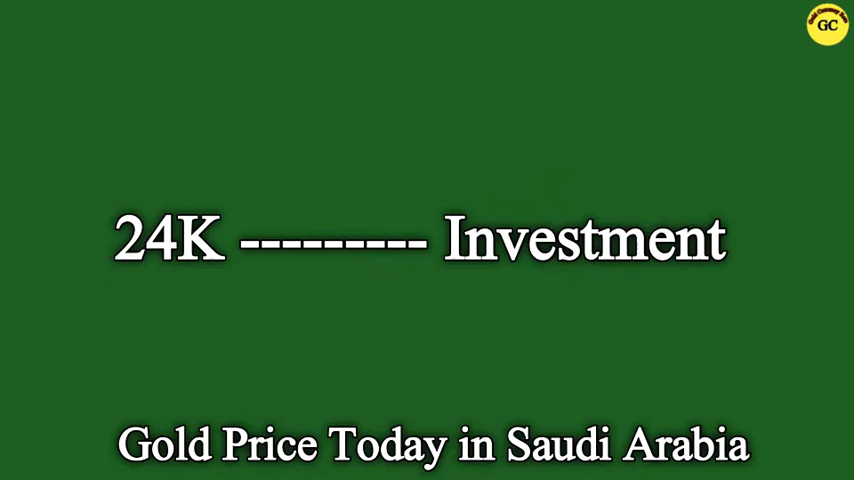 GC
24K --------- Investment
Gold Price Today in Saudi Arabia